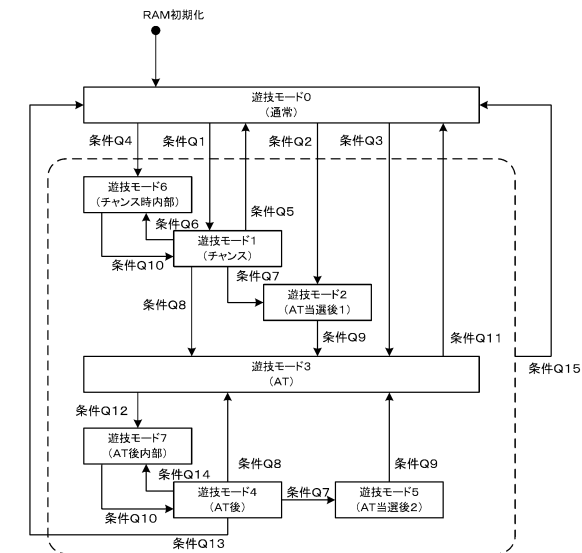 RAM初期化
遊技モード0
(通常)
条件Q4
条件Q1
条件Q2
条件Q3
遊技モード6
(チャンス時内部)
条件Q6
条件Q5
遊技モード1
(チャンス)
条件Q10
条件Q7
遊技モード2
(AT当選後1)
条件Q8
条件Q9
条件Q11
条件Q15
遊技モード3
(AT)
条件Q12
遊技モード7
(AT後内部)
条件Q14
条件Q8
条件Q9
遊技モード4
(AT後)
条件Q7
遊技モード5
(AT当選後2)
条件Q10
条件Q13